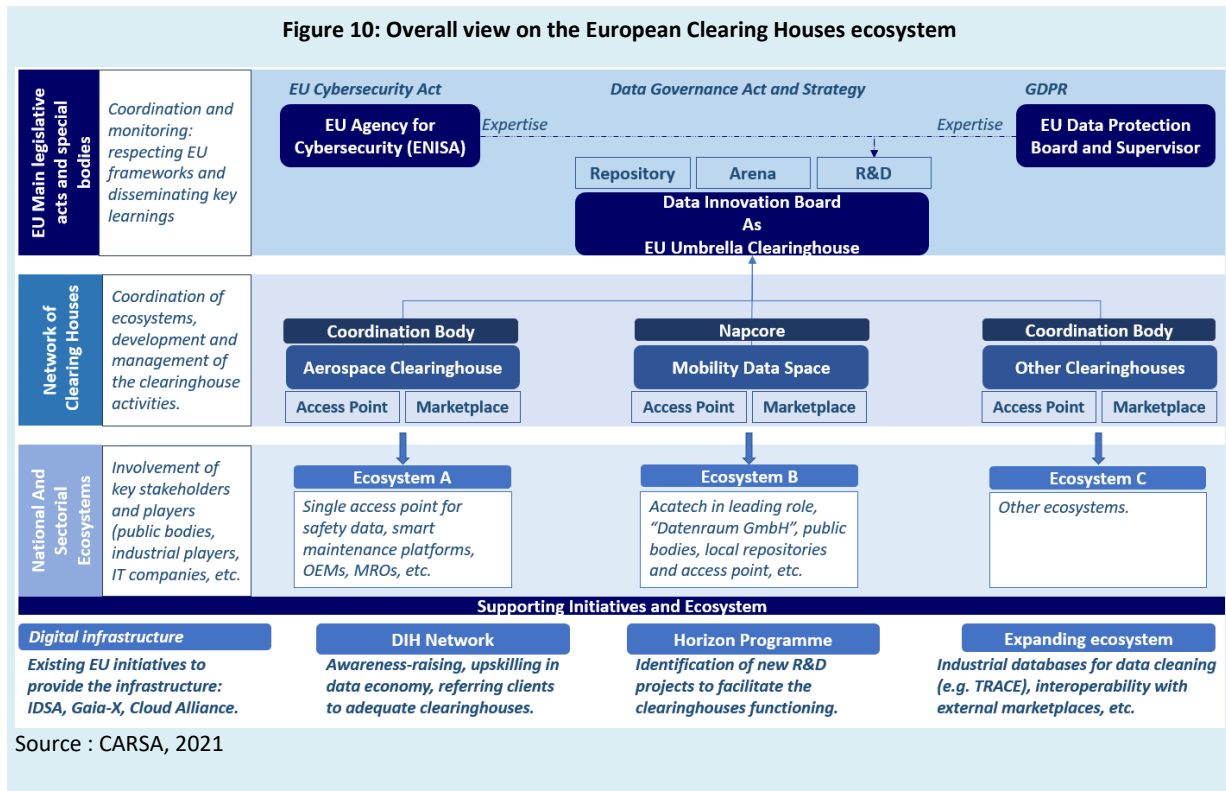 Figure 10: Overall view on the European Clearing Houses ecosystem
EU Main legislative
acts and special
bodies
Coordination and
monitoring:
respecting EU
frameworks and
disseminating key
learnings
EU Cybersecurity Act
Data Governance Act and Strategy
GDPR
EU Agency for
Cybersecurity (ENISA)
Expertise
Expertise
EU Data Protection
Board and Supervisor
Repository
Arena
R&D
Data Innovation Board
As
EU Umbrella Clearinghouse
Network of
Clearing Houses
Coordination of
ecosystems,
development and
management of
the clearinghouse
activities.
Coordination Body
Aerospace Clearinghouse
Access Point
Marketplace
Napcore
Mobility Data Space
Access Point
Marketplace
Coordination Body
Other Clearinghouses
Access Point
Marketplace
National And
Sectorial
Ecosystems
Involvement of
key stakeholders
and players
(public bodies,
industrial players,
IT companies, etc.
Ecosystem A
Single access point for
safety data, smart
maintenance platforms,
OEMs, MROs, etc.
Ecosystem B
Acatech in leading role,
“Datenraum GmbH”, public
bodies, local repositories
and access point, etc.
Ecosystem C
Other ecosystems.
Supporting Initiatives and Ecosystem
Digital infrastructure
Existing EU initiatives to
provide the infrastructure:
IDSA, Gaia-X, Cloud Alliance.
DIH Network
Awareness-raising, upskilling in
data economy, referring clients
to adequate clearinghouses.
Horizon Programme
Identification of new R&D
projects to facilitate the
clearinghouses functioning.
Expanding ecosystem
Industrial databases for data cleaning
(e.g. TRACE), interoperability with
external marketplaces, etc.
Source : CARSA, 2021